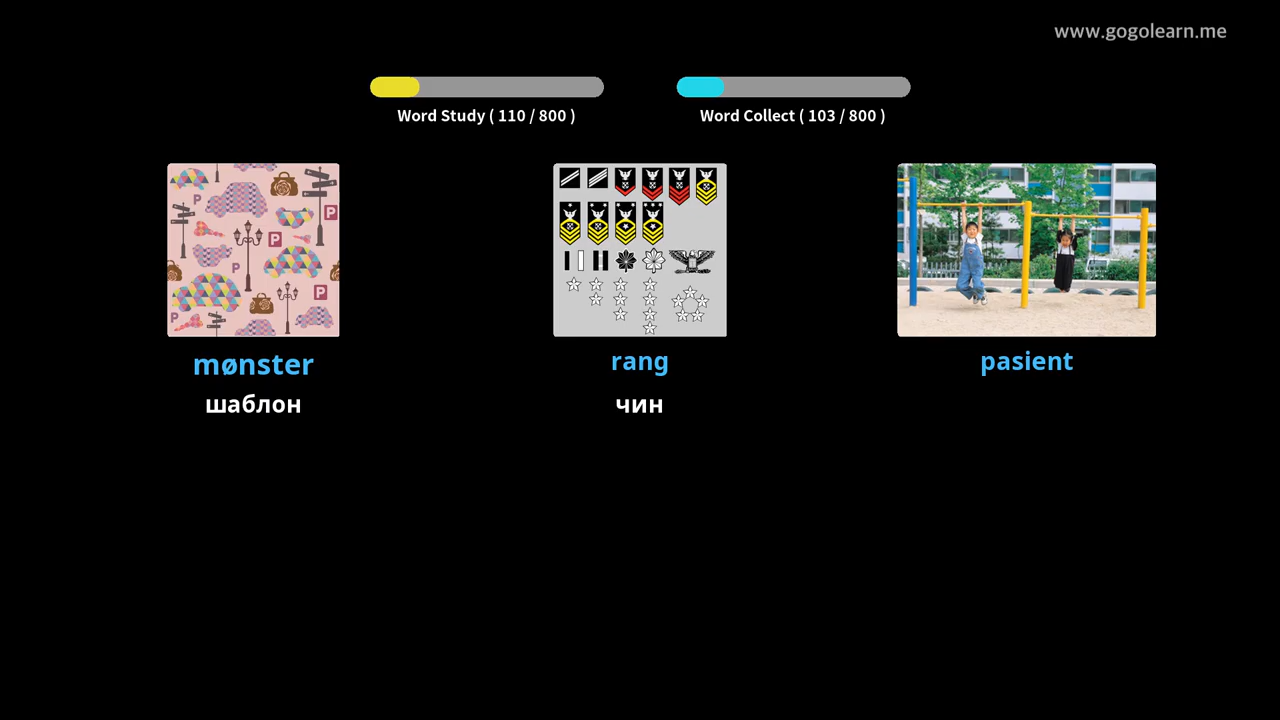 www.gogolearn.me
Word Study ( 110 / 800 )
Word Collect ( 103 / 800 )
P
P
P
P
P
P
mønster
rang
pasient
шаблон
чин